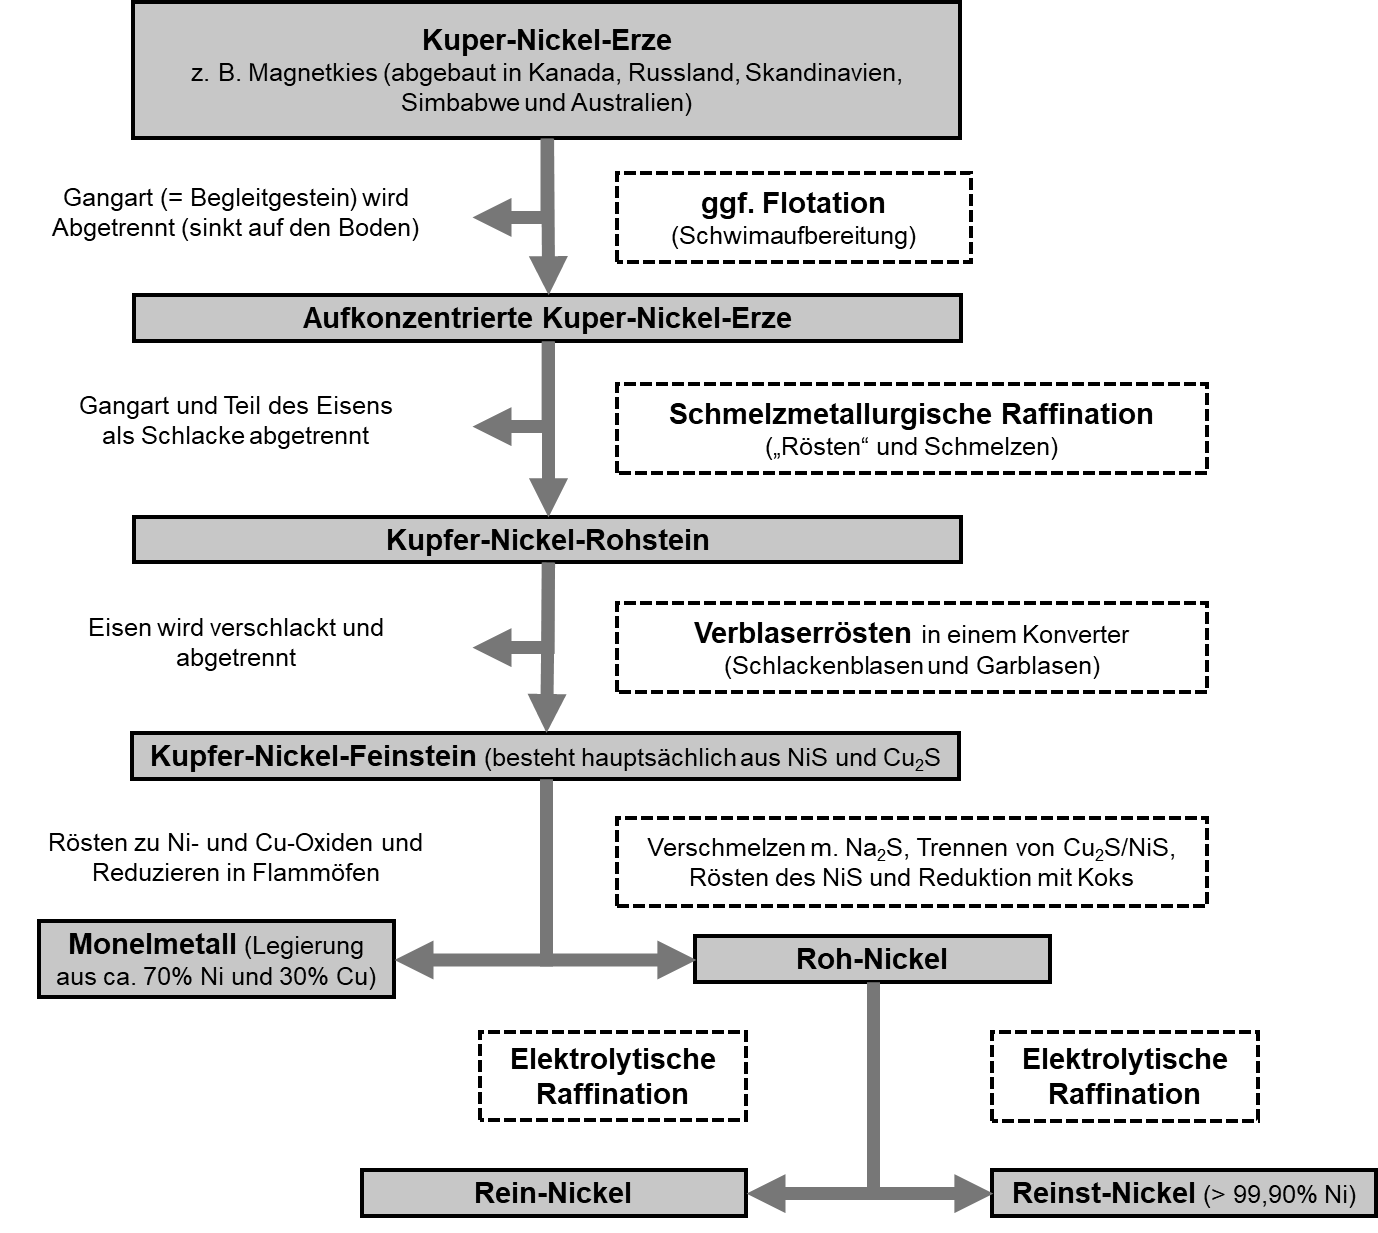 Kuper-Nickel-Erze
z. B. Magnetkies (abgebaut in Kanada, Russland, Skandinavien,
Simbabwe und Australien)
Gangart (= Begleitgestein) wird
Abgetrennt (sinkt auf den Boden)
ggf. Flotation
(Schwimaufbereitung)
Aufkonzentrierte Kuper-Nickel-Erze
Gangart und Teil des Eisens
als Schlacke abgetrennt
Schmelzmetallurgische Raffination
(„Rösten“ und Schmelzen)
Kupfer-Nickel-Rohstein
Eisen wird verschlackt und
abgetrennt
Verblaserrösten in einem Konverter
(Schlackenblasen und Garblasen)
Kupfer-Nickel-Feinstein (besteht hauptsächlich aus NiS und Cu₂S
Rösten zu Ni- und Cu-Oxiden und
Reduzieren in Flammöfen
Verschmelzen m. Na₂S, Trennen von Cu₂S/NiS,
Rösten des NiS und Reduktion mit Koks
Monelmetall (Legierung
aus ca. 70% Ni und 30% Cu)
Roh-Nickel
Elektrolytische
Raffination
Elektrolytische
Raffination
Rein-Nickel
Reinst-Nickel (> 99,90% Ni)